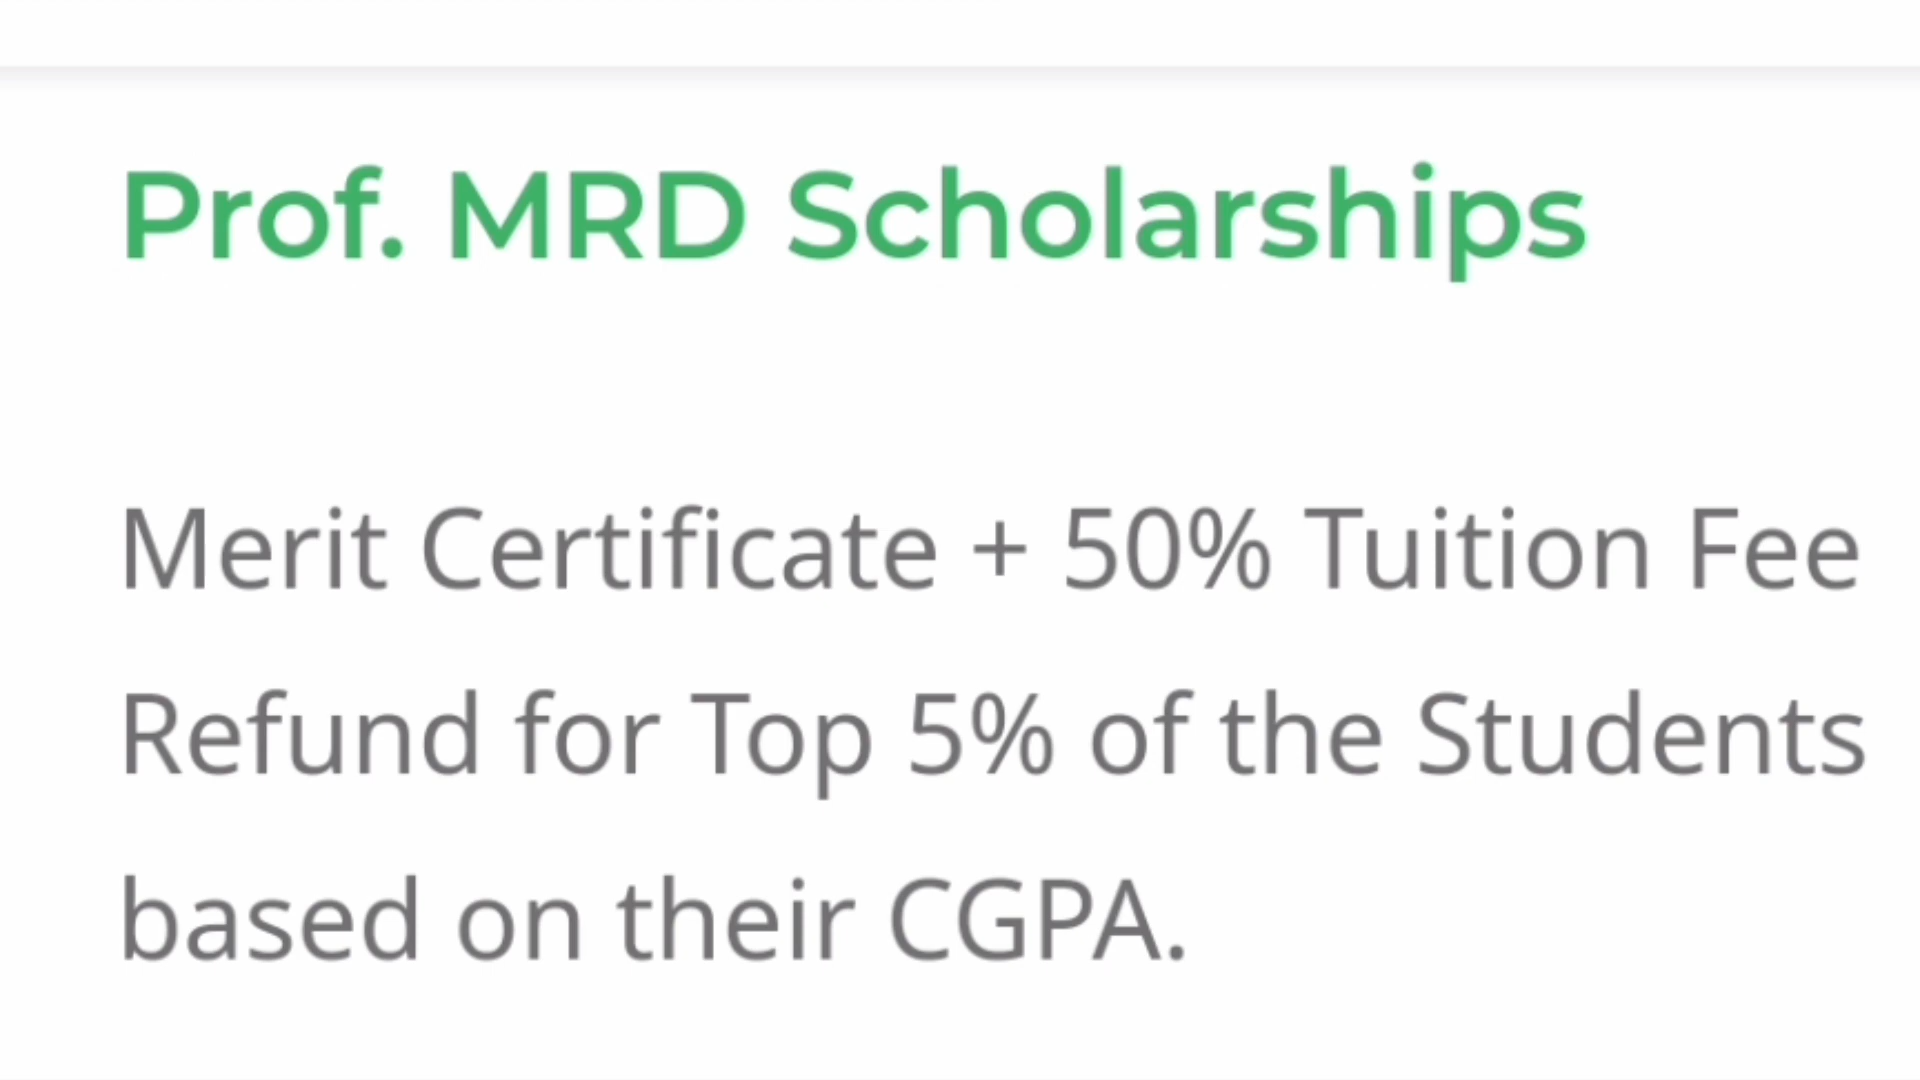 Prof. MRD Scholarships
Merit Certificate + 50% Tuition Fee
Refund for Top 5% of the Students
based on their CGPA.